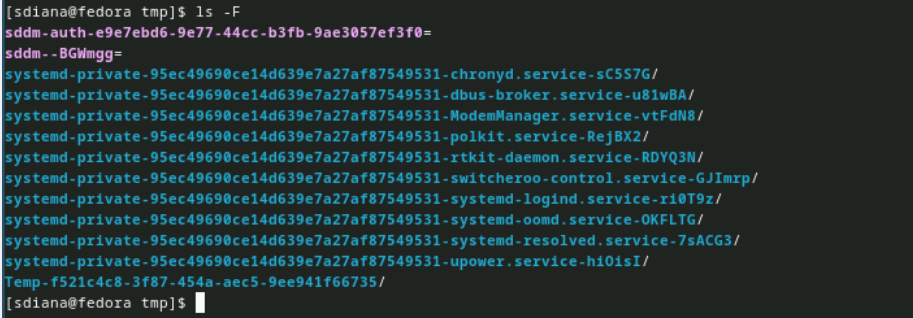 [sdiana@fedora tmp]$ ls -F
sddm-auth-e9e7ebd6-9e77-44cc-b3fb-9ae3057ef3f0=
sddm--BGWmgg=
systemd-private-95ec49690ce14d639e7a27af87549531-chronyd.service-sC5S7G/
systemd-private-95ec49690ce14d639e7a27af87549531-dbus-broker.service-u81wBA/
systemd-private-95ec49690ce14d639e7a27af87549531-ModemManager.service-vtFdN8/
systemd-private-95ec49690ce14d639e7a27af87549531-polkit.service-RejBX2/
systemd-private-95ec49690ce14d639e7a27af87549531-rtkit-daemon.service-RDYQ3N/
systemd-private-95ec49690ce14d639e7a27af87549531-switcheroo-control.service-GJImrp/
systemd-private-95ec49690ce14d639e7a27af87549531-systemd-logind.service-ri0T9z/
systemd-private-95ec49690ce14d639e7a27af87549531-systemd-oomd.service-OKFLTG/
systemd-private-95ec49690ce14d639e7a27af87549531-systemd-resolved.service-7sACG3/
systemd-private-95ec49690ce14d639e7a27af87549531-upower.service-hiOisI/
Temp-f521c4c8-3f87-454a-aec5-9ee941f66735/
[sdiana@fedora tmp]$